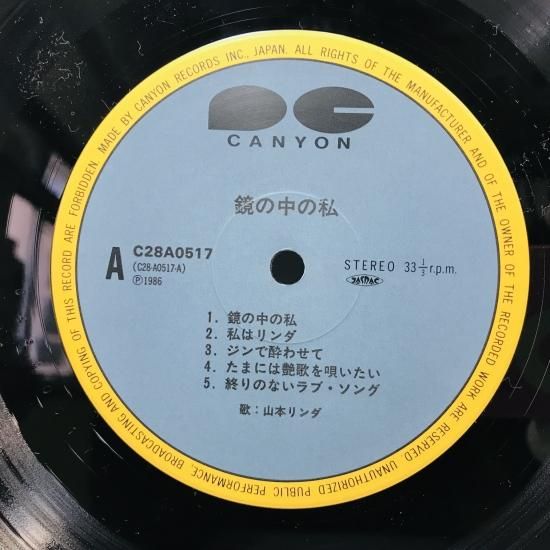 MADE BY CANYON RECORDS INC., JAPAN. ALL RIGHTS OF THE MANUFACTURER AND OF THE OWNER OF THE RECORDED WORK ARE RESERVED. UNAUTHORIZED PUBLIC PERFORMANCE, BROADCASTING AND COPYING OF THIS RECORD ARE FORBIDDEN.
CANYON
鏡の中の私
A
C28A0517
(C28-A0517-A)
Ⓟ1986
STEREO 33 1/3 r.p.m.
JASRAC
1. 鏡の中の私
2. 私はリンダ
3. ジンで酔わせて
4. たまには艶歌を唄いたい
5. 終りのないラブ・ソング
歌：山本リンダ